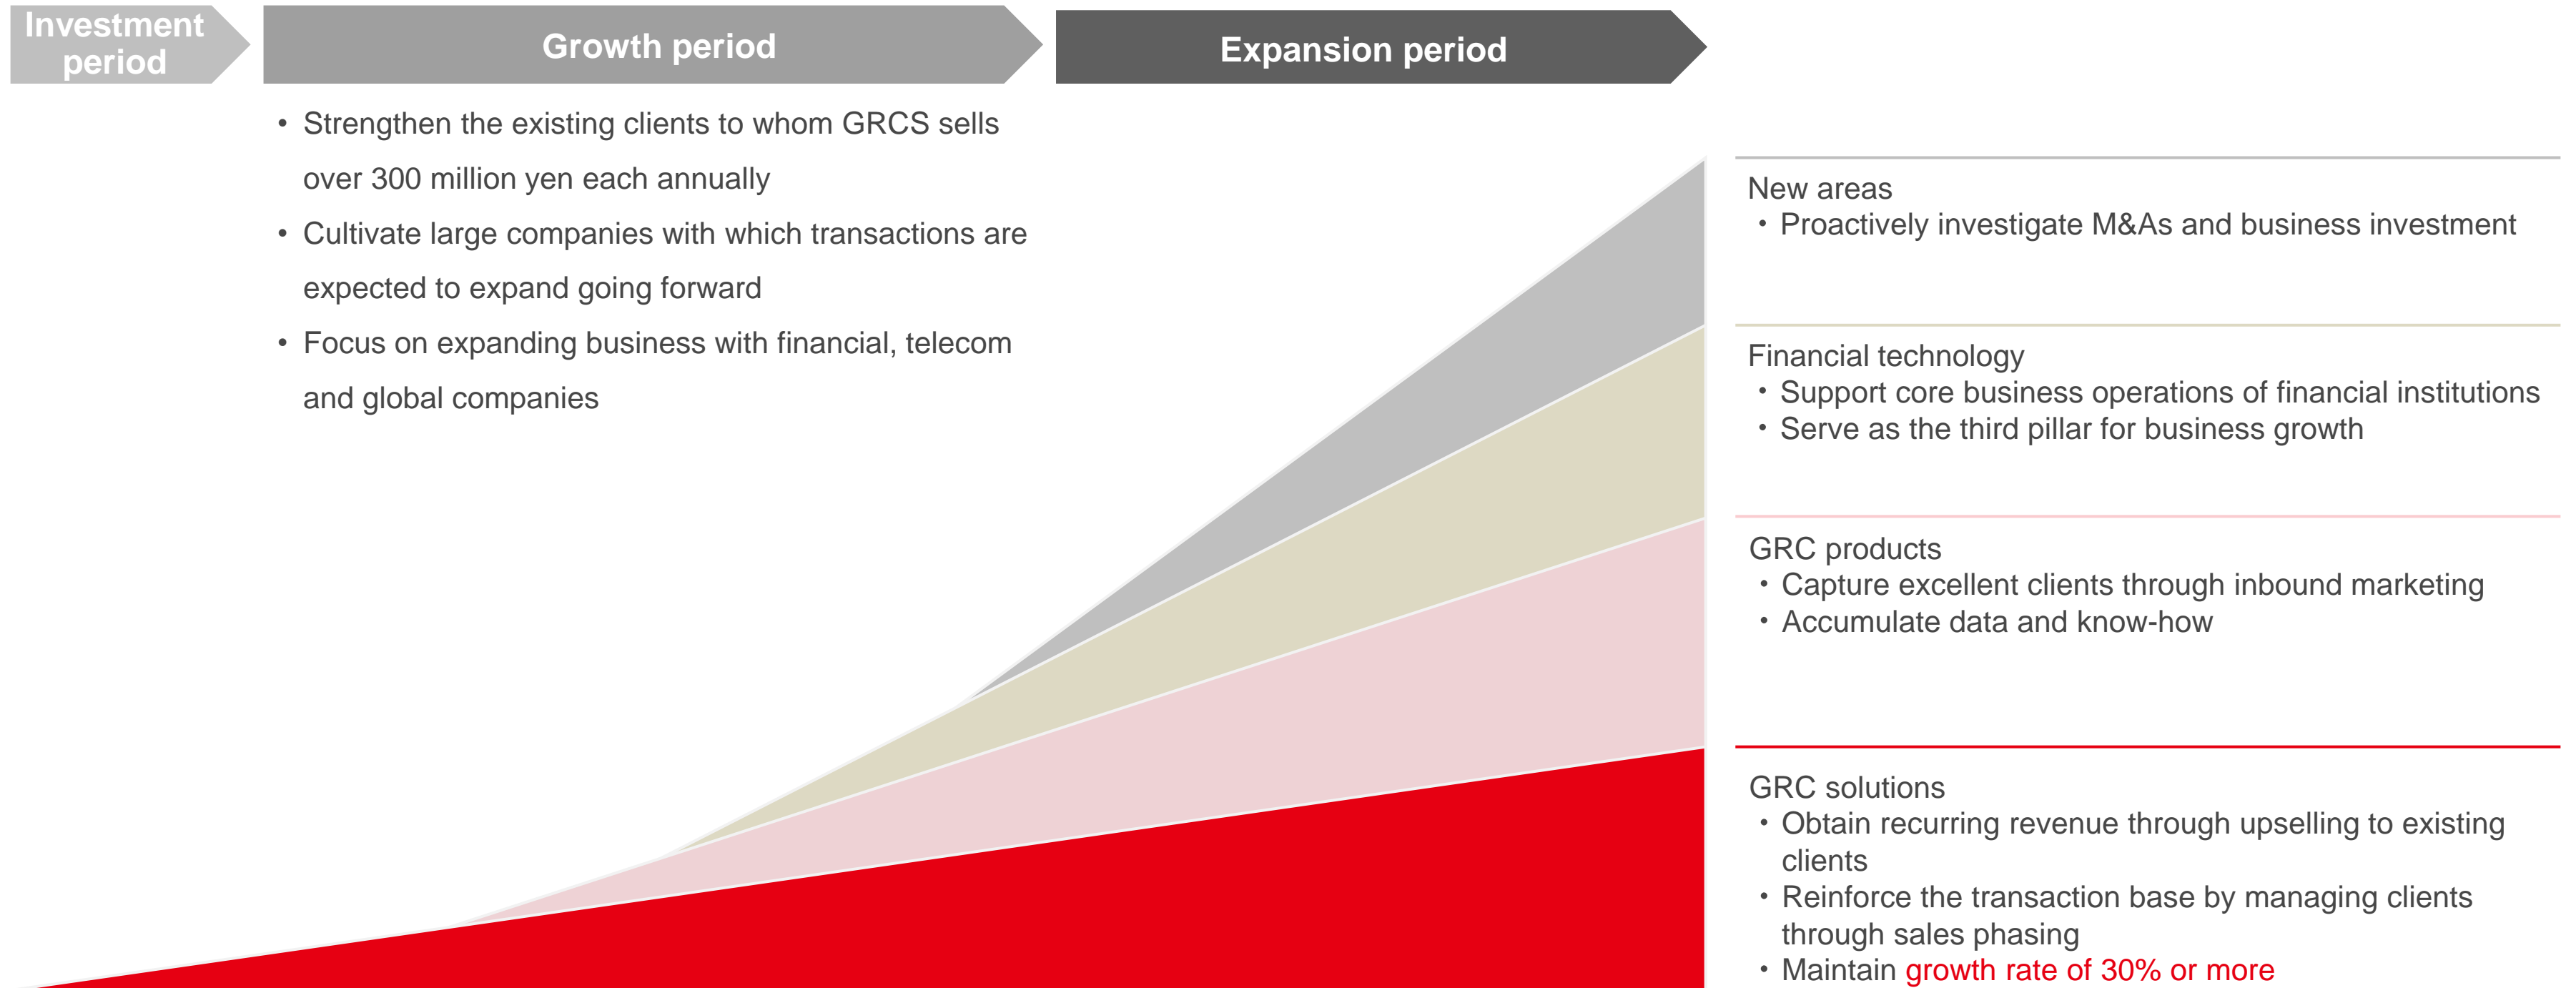 Investment
period
Growth period
Expansion period
• Strengthen the existing clients to whom GRCS sells
over 300 million yen each annually
• Cultivate large companies with which transactions are
expected to expand going forward
• Focus on expanding business with financial, telecom
and global companies
New areas
・Proactively investigate M&As and business investment
Financial technology
・Support core business operations of financial institutions
・Serve as the third pillar for business growth
GRC products
・Capture excellent clients through inbound marketing
・Accumulate data and know-how
GRC solutions
・Obtain recurring revenue through upselling to existing
clients
・Reinforce the transaction base by managing clients
through sales phasing
・Maintain growth rate of 30% or more